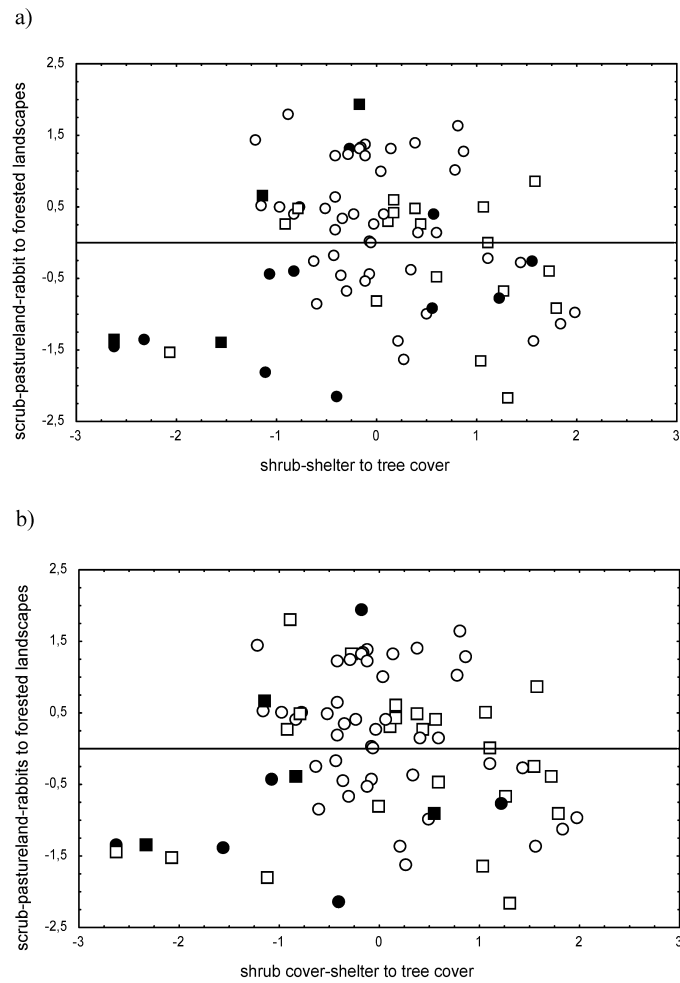 a)
2,5
1,5
0,5
-0,5
-1,5
-2,5
scrub-pastureland-rabbit to forested landscapes
-3 -2 -1 0 1 2 3
shrub-shelter to tree cover
b)
2,5
1,5
0,5
-0,5
-1,5
-2,5
scrub-pastureland-rabbits to forested landscapes
-3 -2 -1 0 1 2 3
shrub cover-shelter to tree cover